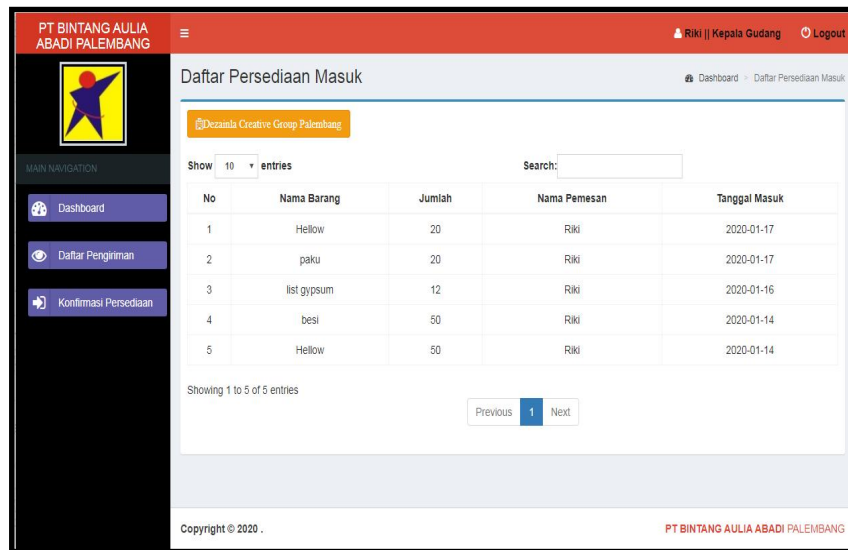 PT BINTANG AULIA
ABADI PALEMBANG
Riki || Kepala Gudang Logout
Daftar Persediaan Masuk
Dashboard > Daftar Persediaan Masuk
Dezainla Creative Group Palembang
MAIN NAVIGATION
Dashboard
Daftar Pengiriman
Konfirmasi Persediaan
Show 10 entries Search:
No Nama Barang Jumlah Nama Pemesan Tanggal Masuk
1 Hellow 20 Riki 2020-01-17
2 paku 20 Riki 2020-01-17
3 list gypsum 12 Riki 2020-01-16
4 besi 50 Riki 2020-01-14
5 Hellow 50 Riki 2020-01-14
Showing 1 to 5 of 5 entries
Previous 1 Next
Copyright © 2020 . PT BINTANG AULIA ABADI PALEMBANG